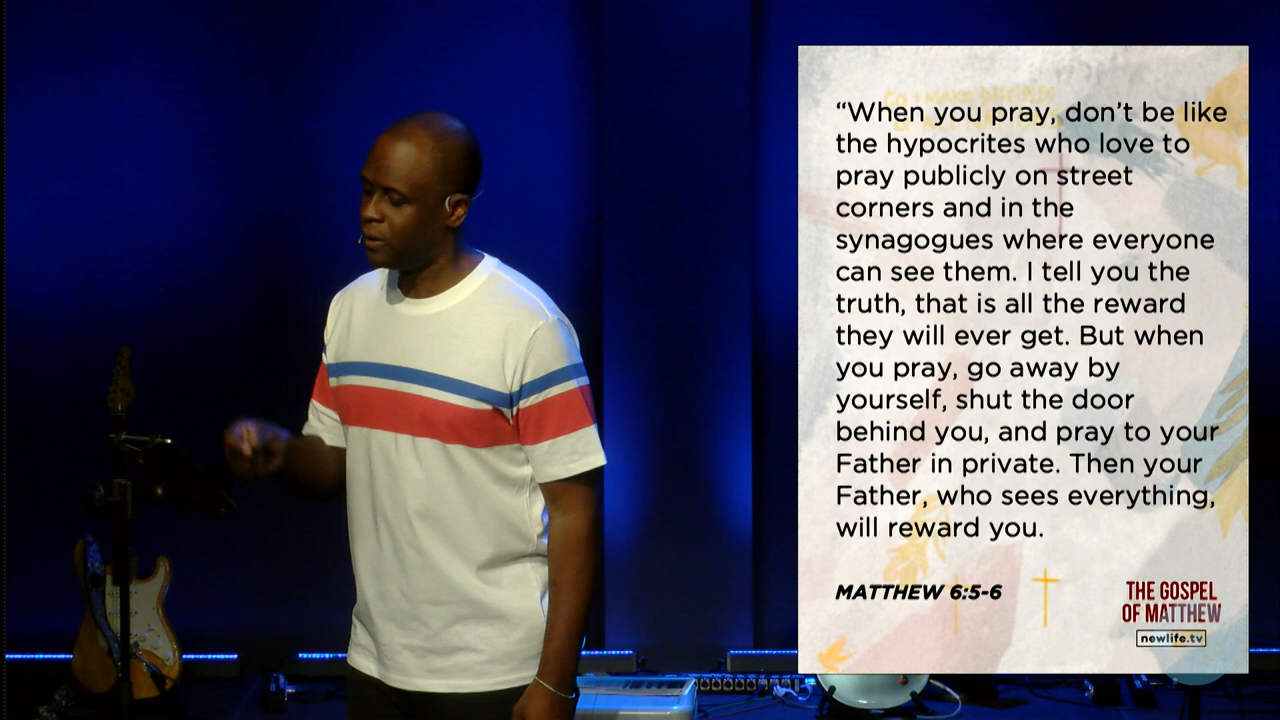 “When you pray, don’t be like
the hypocrites who love to
pray publicly on street
corners and in the
synagogues where everyone
can see them. I tell you the
truth, that is all the reward
they will ever get. But when
you pray, go away by
yourself, shut the door
behind you, and pray to your
Father in private. Then your
Father, who sees everything,
will reward you.
MATTHEW 6:5-6
THE GOSPEL
OF MATTHEW
newlife.tv